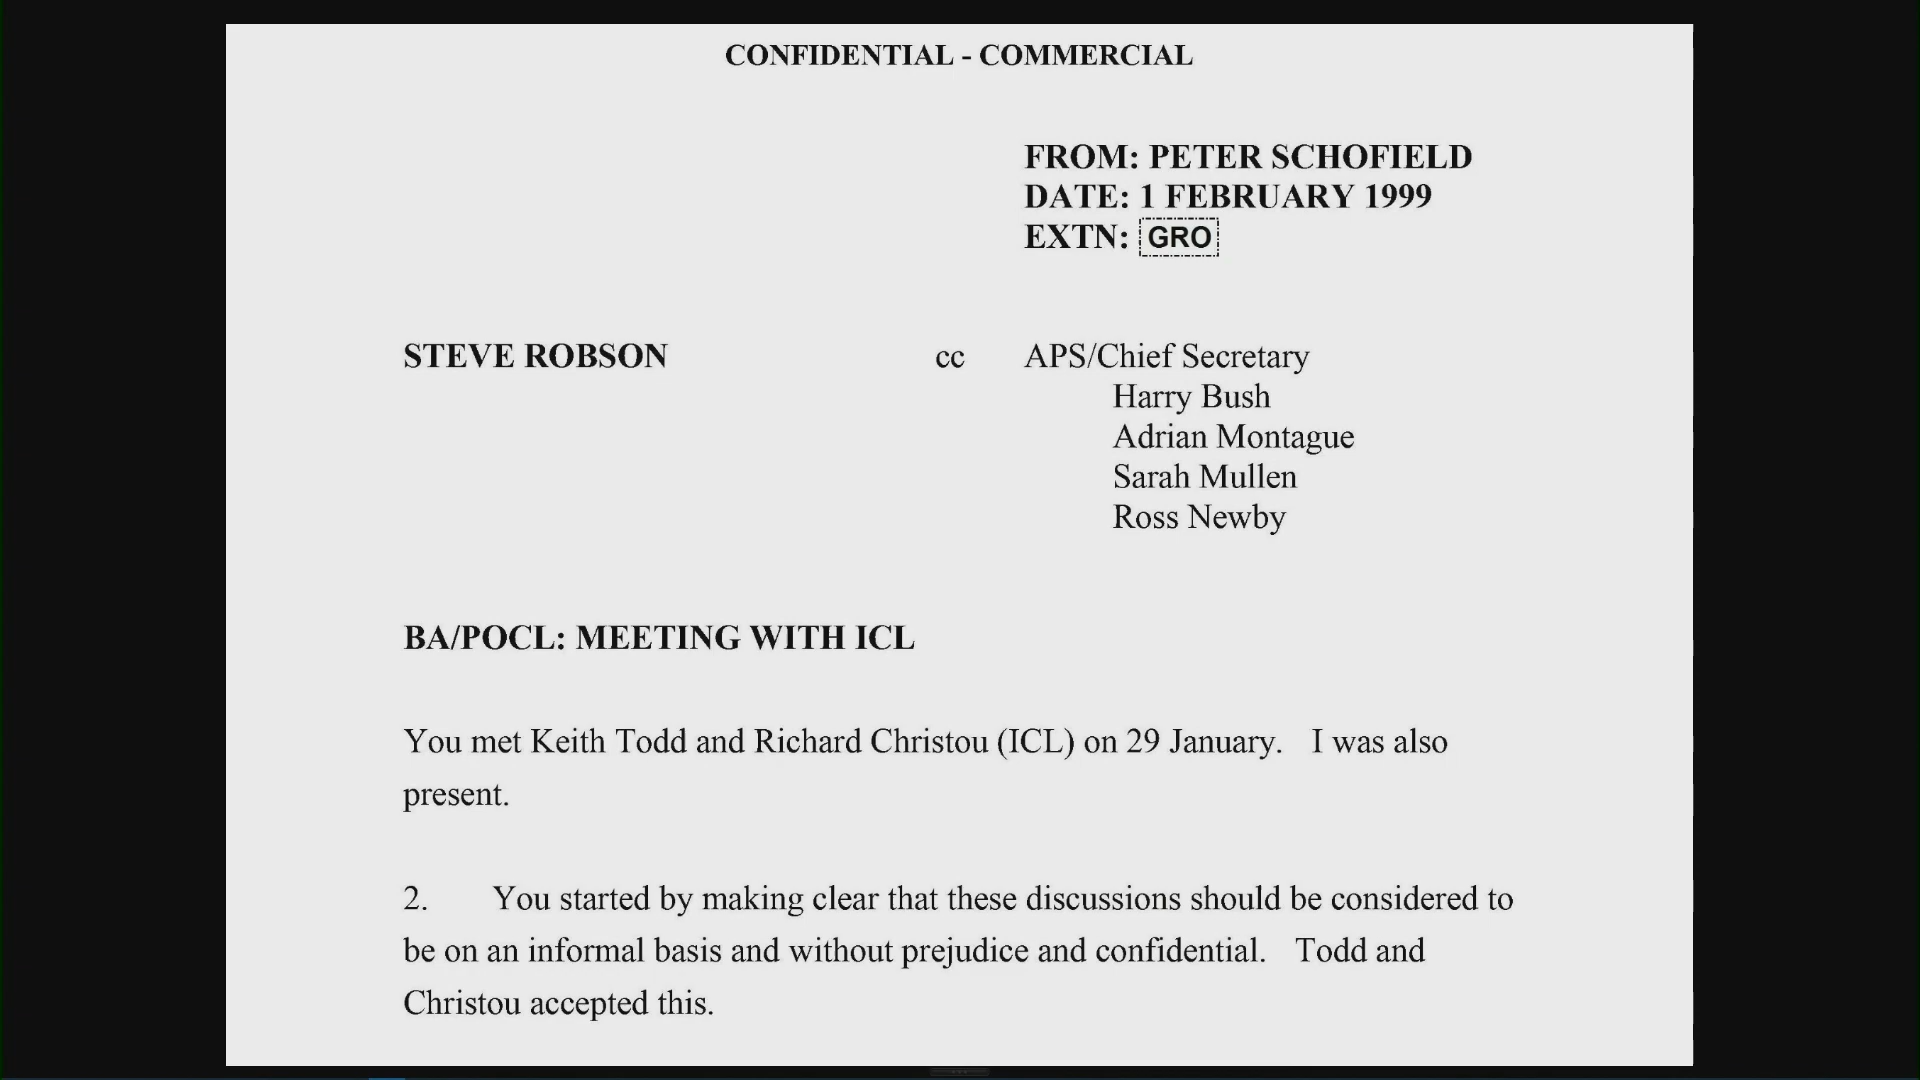 CONFIDENTIAL - COMMERCIAL
FROM: PETER SCHOFIELD
DATE: 1 FEBRUARY 1999
EXTN: GRO
STEVE ROBSON cc APS/Chief Secretary
Harry Bush
Adrian Montague
Sarah Mullen
Ross Newby
BA/POCL: MEETING WITH ICL
You met Keith Todd and Richard Christou (ICL) on 29 January. I was also
present.
2. You started by making clear that these discussions should be considered to
be on an informal basis and without prejudice and confidential. Todd and
Christou accepted this.